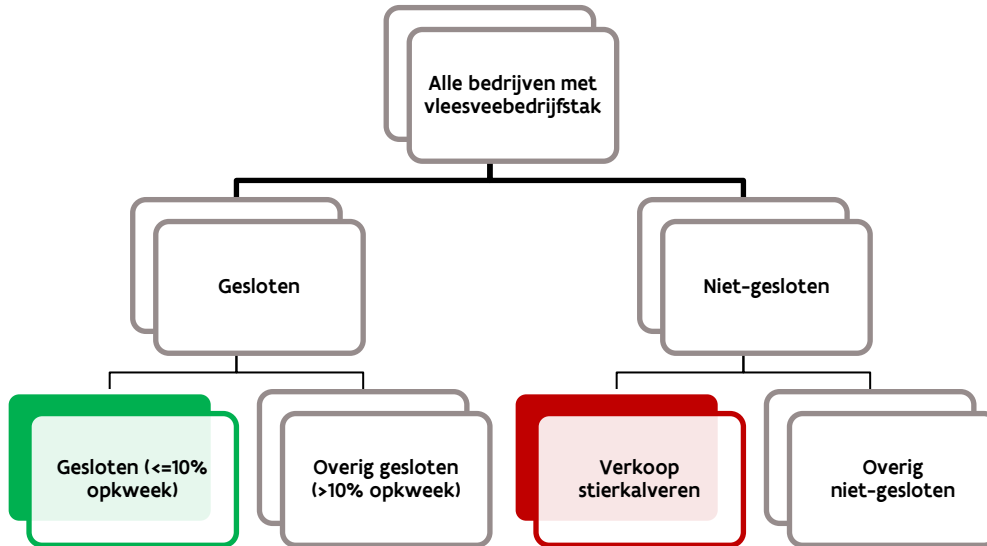 Alle bedrijven met
vleesveebedrijfstak
Gesloten
Niet-gesloten
Gesloten (<=10%
opkweek)
Overig gesloten
(>10% opkweek)
Verkoop
stierkalveren
Overig
niet-gesloten